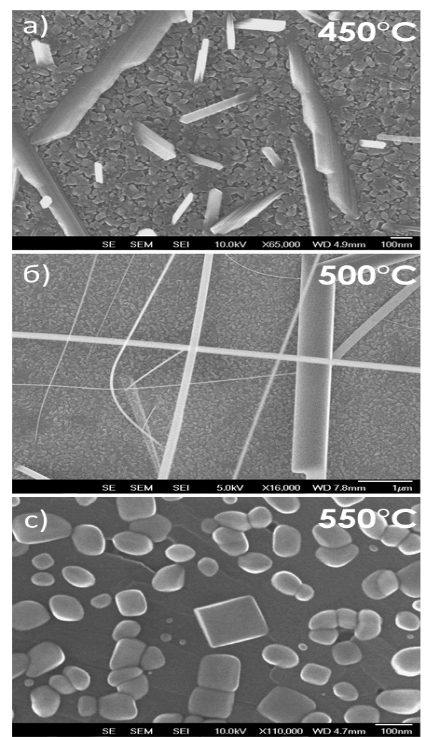 а) 450°C
SE SEM SEI 10.0kV X65,000 WD 4.9mm 100nm
б) 500°C
SE SEM SEI 5.0kV X16,000 WD 7.8mm 1µm
с) 550°C
SE SEM SEI 10.0kV X110,000 WD 4.7mm 100nm